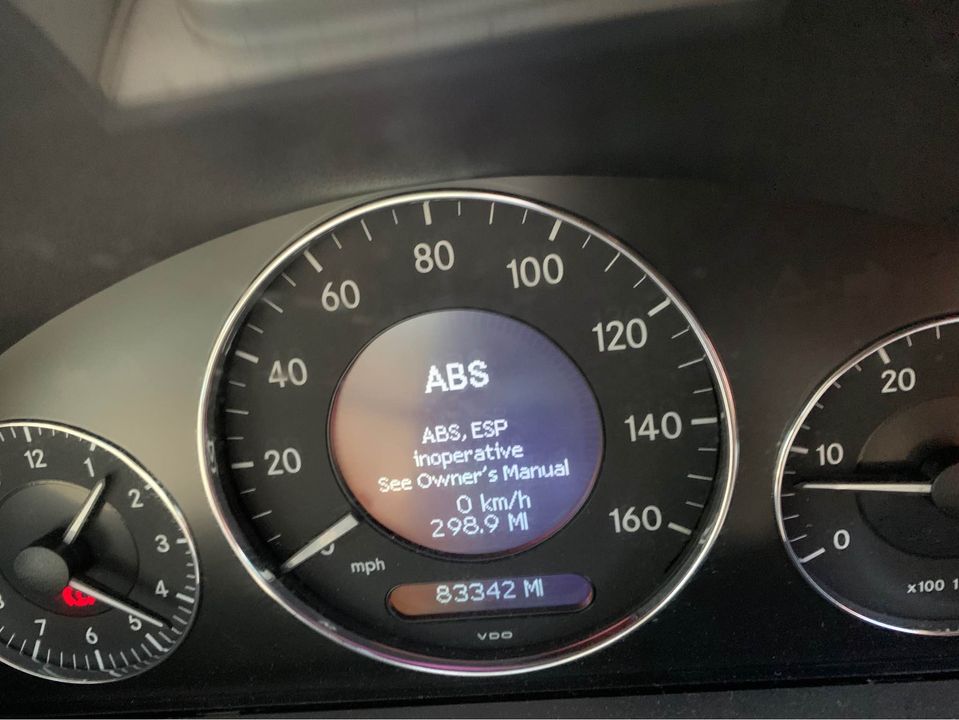 80
60
100
40
120
ABS
20
ABS, ESP
inoperative
See Owner's Manual
0 km/h
298.9 MI
140
160
mph
83342 MI
VDO
12
1
2
3
4
5
6
7
20
10
0
x100 1